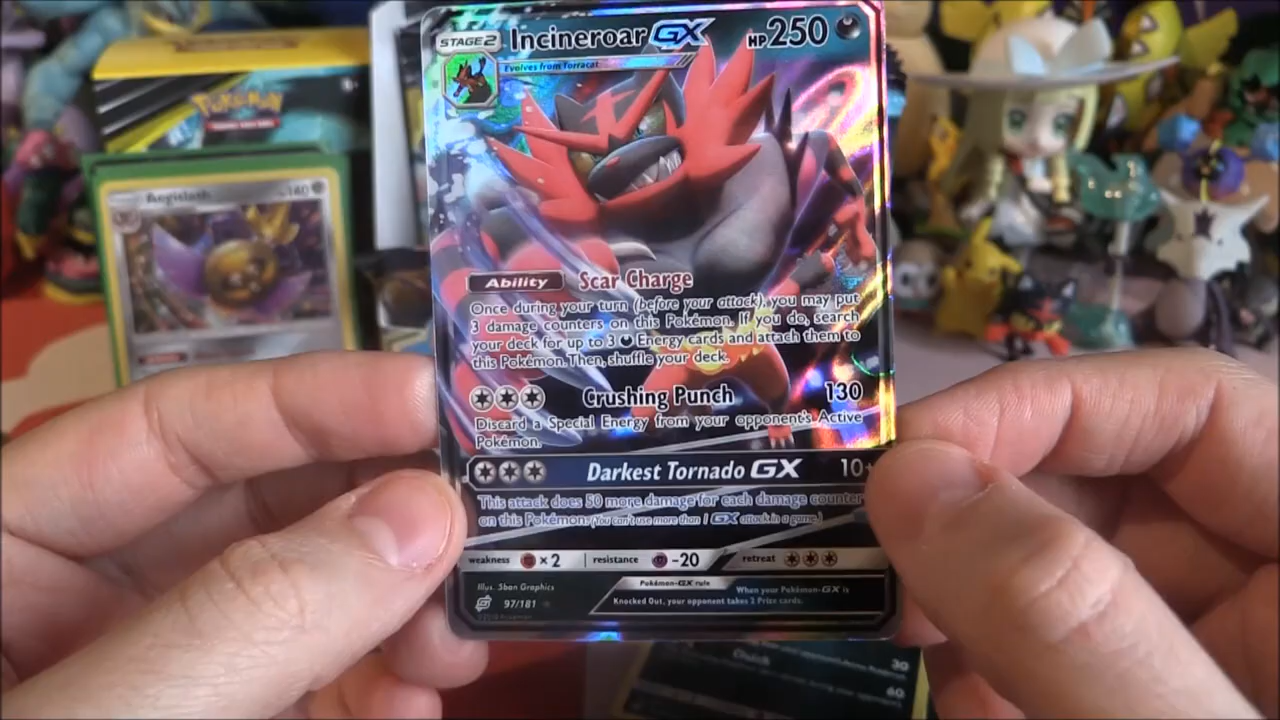 STAGE 2 Incineroar GX HP 250
Evolves from Torracat
Ability Scar Charge
Once during your turn (before your attack), you may put
3 damage counters on this Pokémon. If you do, search
your deck for up to 3 Energy cards and attach them to
this Pokémon. Then, shuffle your deck.
Crushing Punch 130
Discard a Special Energy from your opponent's Active
Pokémon.
Darkest Tornado GX 10+
This attack does 50 more damage for each damage counter
on this Pokémon. (You can't use more than 1 GX attack in a game.)
weakness ×2 resistance -20 retreat
Illus. 5ban Graphics
Pokémon-GX rule
When your Pokémon-GX is
Knocked Out, your opponent takes 2 Prize cards.
97/181
POKÉMON
Aegislash 140
30
Clutch
60